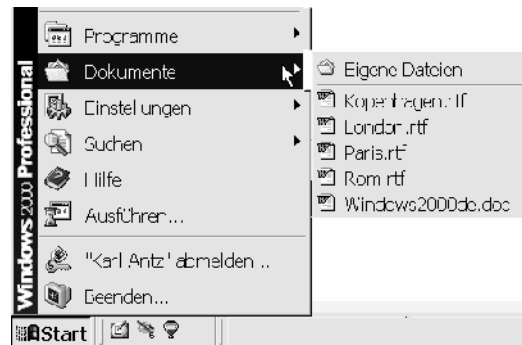 Windows 2000 Professional
Programme
Dokumente
Einstellungen
Suchen
Hilfe
Ausführen...
"Karl Antz" abmelden ...
Beenden...
Eigene Dateien
Kopenhagen.rtf
London.rtf
Paris.rtf
Rom.rtf
Windows2000de.doc
Start